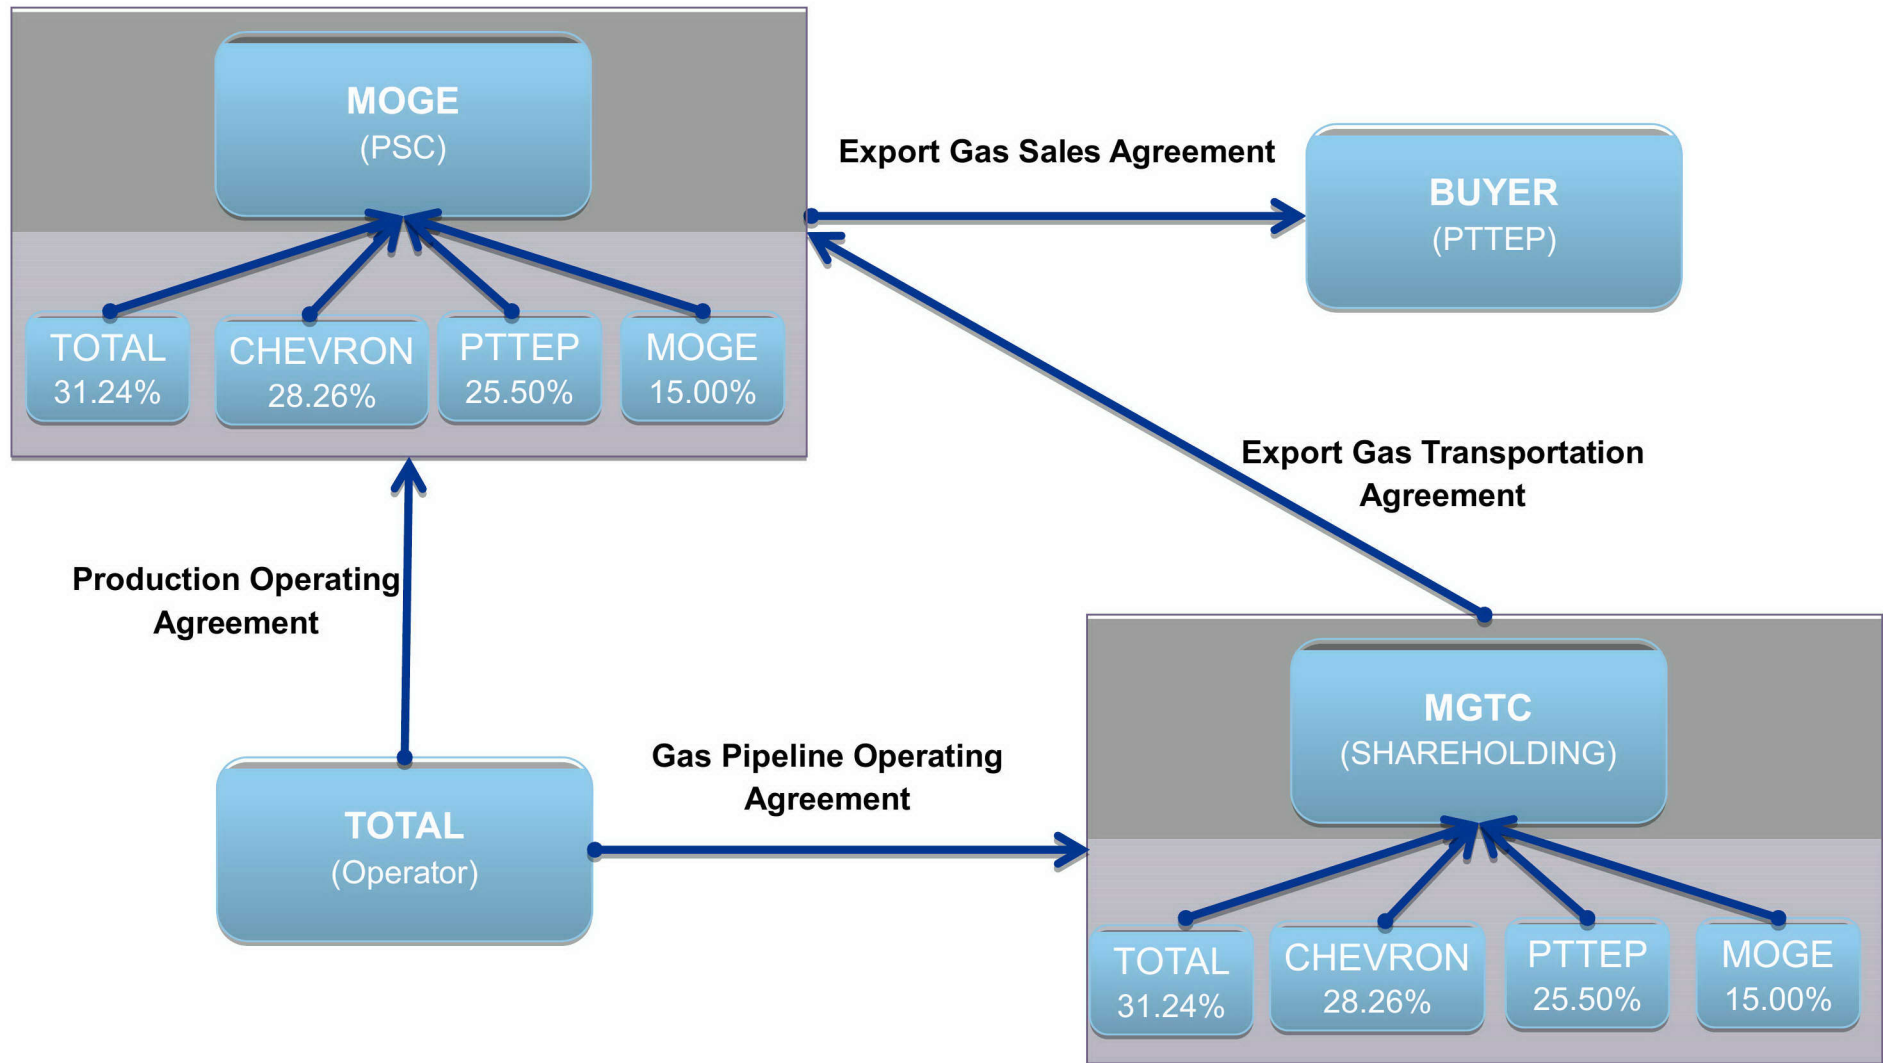 MOGE
(PSC)
Export Gas Sales Agreement
BUYER
(PTTEP)
TOTAL
31.24%
CHEVRON
28.26%
PTTEP
25.50%
MOGE
15.00%
Export Gas Transportation
Agreement
Production Operating
Agreement
Gas Pipeline Operating
Agreement
TOTAL
(Operator)
MGTC
(SHAREHOLDING)
TOTAL
31.24%
CHEVRON
28.26%
PTTEP
25.50%
MOGE
15.00%